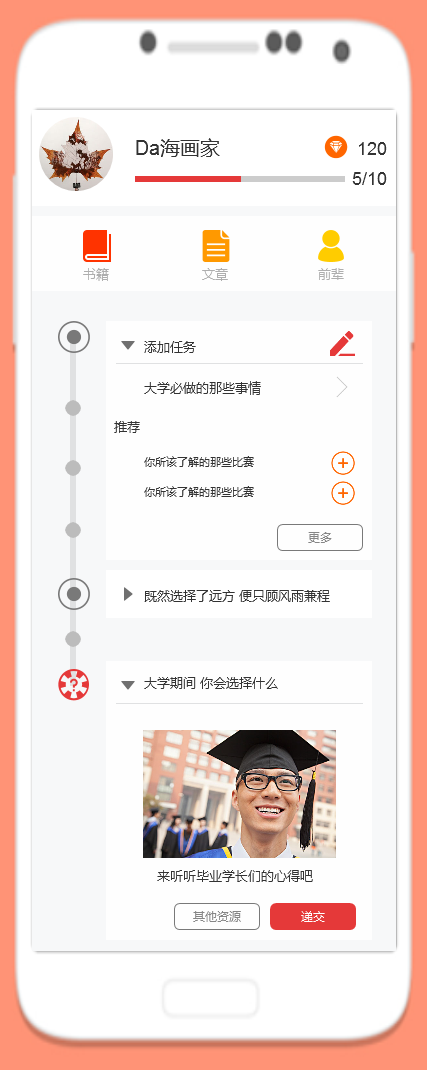 Da海画家
120
5/10
书籍
文章
前辈
添加任务
大学必做的那些事情
推荐
你所该了解的那些比赛
你所该了解的那些比赛
更多
既然选择了远方 便只顾风雨兼程
大学期间 你会选择什么
来听听毕业学长们的心得吧
其他资源
递交